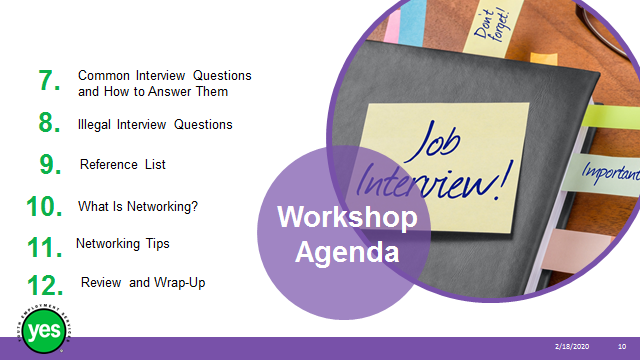 7. Common Interview Questions
and How to Answer Them
8. Illegal Interview Questions
9. Reference List
10. What Is Networking?
11. Networking Tips
12. Review and Wrap-Up
Workshop
Agenda
Don't
forget!
Job
Interview!
Important
YOUTH EMPLOYMENT SERVICES
yes
2/18/2020
10